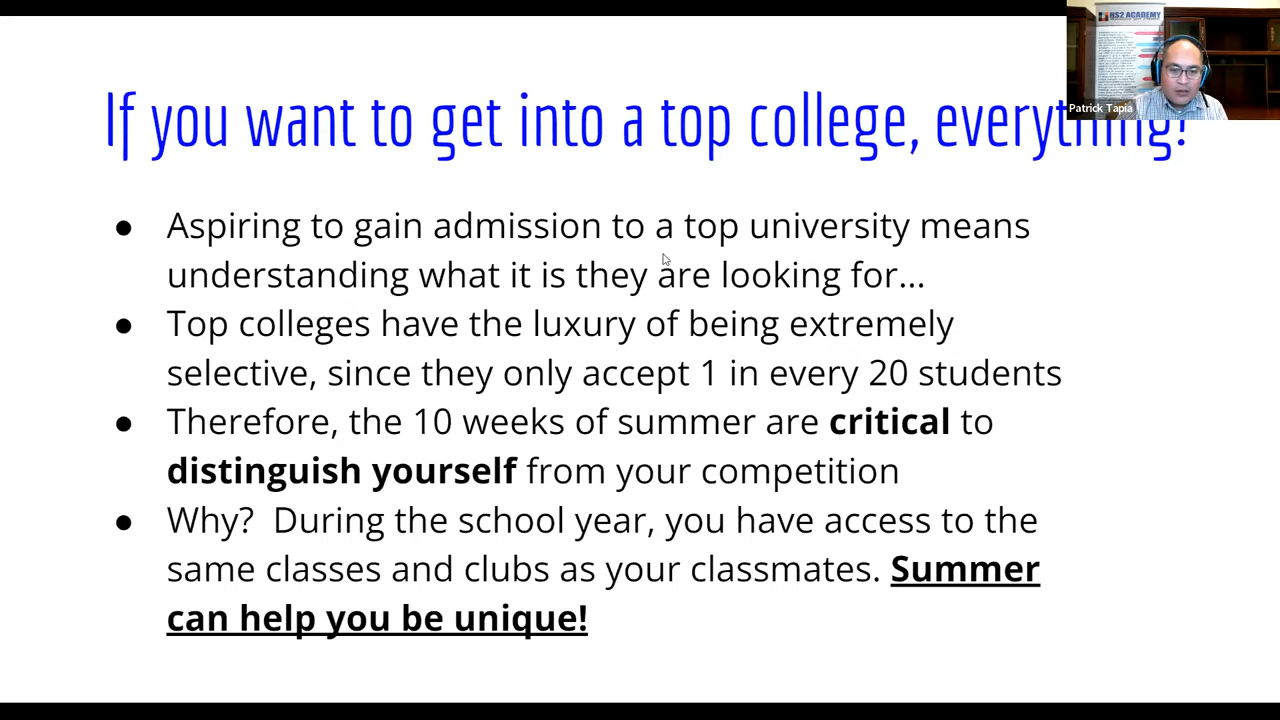 HS2 ACADEMY
Patrick Tapia
If you want to get into a top college, everything!
● Aspiring to gain admission to a top university means
understanding what it is they are looking for...
● Top colleges have the luxury of being extremely
selective, since they only accept 1 in every 20 students
● Therefore, the 10 weeks of summer are critical to
distinguish yourself from your competition
● Why? During the school year, you have access to the
same classes and clubs as your classmates. Summer
can help you be unique!